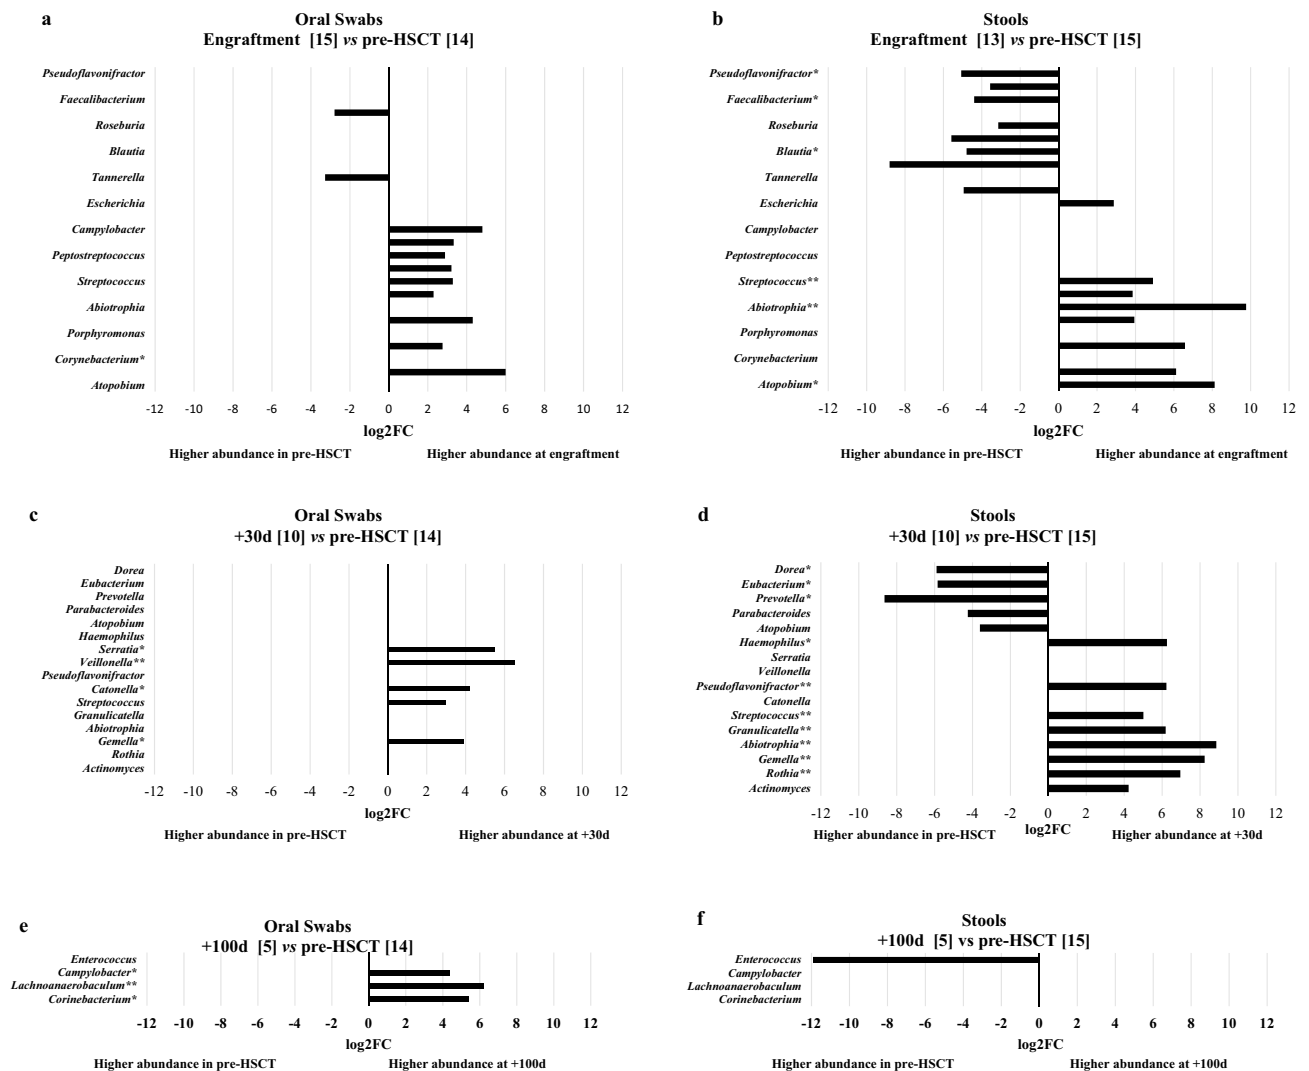 a
Oral Swabs
Engraftment [15] vs pre-HSCT [14]
Pseudoflavonifractor
Faecalibacterium
Roseburia
Blautia
Tannerella
Escherichia
Campylobacter
Peptostreptococcus
Streptococcus
Abiotrophia
Porphyromonas
Corynebacterium*
Atopobium
-12 -10 -8 -6 -4 -2 0 2 4 6 8 10 12
log2FC
Higher abundance in pre-HSCT Higher abundance at engraftment
b
Stools
Engraftment [13] vs pre-HSCT [15]
Pseudoflavonifractor*
Faecalibacterium*
Roseburia
Blautia*
Tannerella
Escherichia
Campylobacter
Peptostreptococcus
Streptococcus**
Abiotrophia**
Porphyromonas
Corynebacterium
Atopobium*
-12 -10 -8 -6 -4 -2 0 2 4 6 8 10 12
log2FC
Higher abundance in pre-HSCT Higher abundance at engraftment
c
Oral Swabs
+30d [10] vs pre-HSCT [14]
Dorea
Eubacterium
Prevotella
Parabacteroides
Atopobium
Haemophilus
Serratia*
Veillonella**
Pseudoflavonifractor
Catonella*
Streptococcus
Granulicatella
Abiotrophia
Gemella*
Rothia
Actinomyces
-12 -10 -8 -6 -4 -2 0 2 4 6 8 10 12
log2FC
Higher abundance in pre-HSCT Higher abundance at +30d
d
Stools
+30d [10] vs pre-HSCT [15]
Dorea*
Eubacterium*
Prevotella*
Parabacteroides
Atopobium
Haemophilus*
Serratia
Veillonella
Pseudoflavonifractor**
Catonella
Streptococcus**
Granulicatella**
Abiotrophia**
Gemella**
Rothia**
Actinomyces
-12 -10 -8 -6 -4 -2 0 2 4 6 8 10 12
log2FC
Higher abundance in pre-HSCT Higher abundance at +30d
e
Oral Swabs
+100d [5] vs pre-HSCT [14]
Enterococcus
Campylobacter*
Lachnoanaerobaculum**
Corinebacterium*
-12 -10 -8 -6 -4 -2 0 2 4 6 8 10 12
log2FC
Higher abundance in pre-HSCT Higher abundance at +100d
f
Stools
+100d [5] vs pre-HSCT [15]
Enterococcus
Campylobacter
Lachnoanaerobaculum
Corinebacterium
-12 -10 -8 -6 -4 -2 0 2 4 6 8 10 12
log2FC
Higher abundance in pre-HSCT Higher abundance at +100d